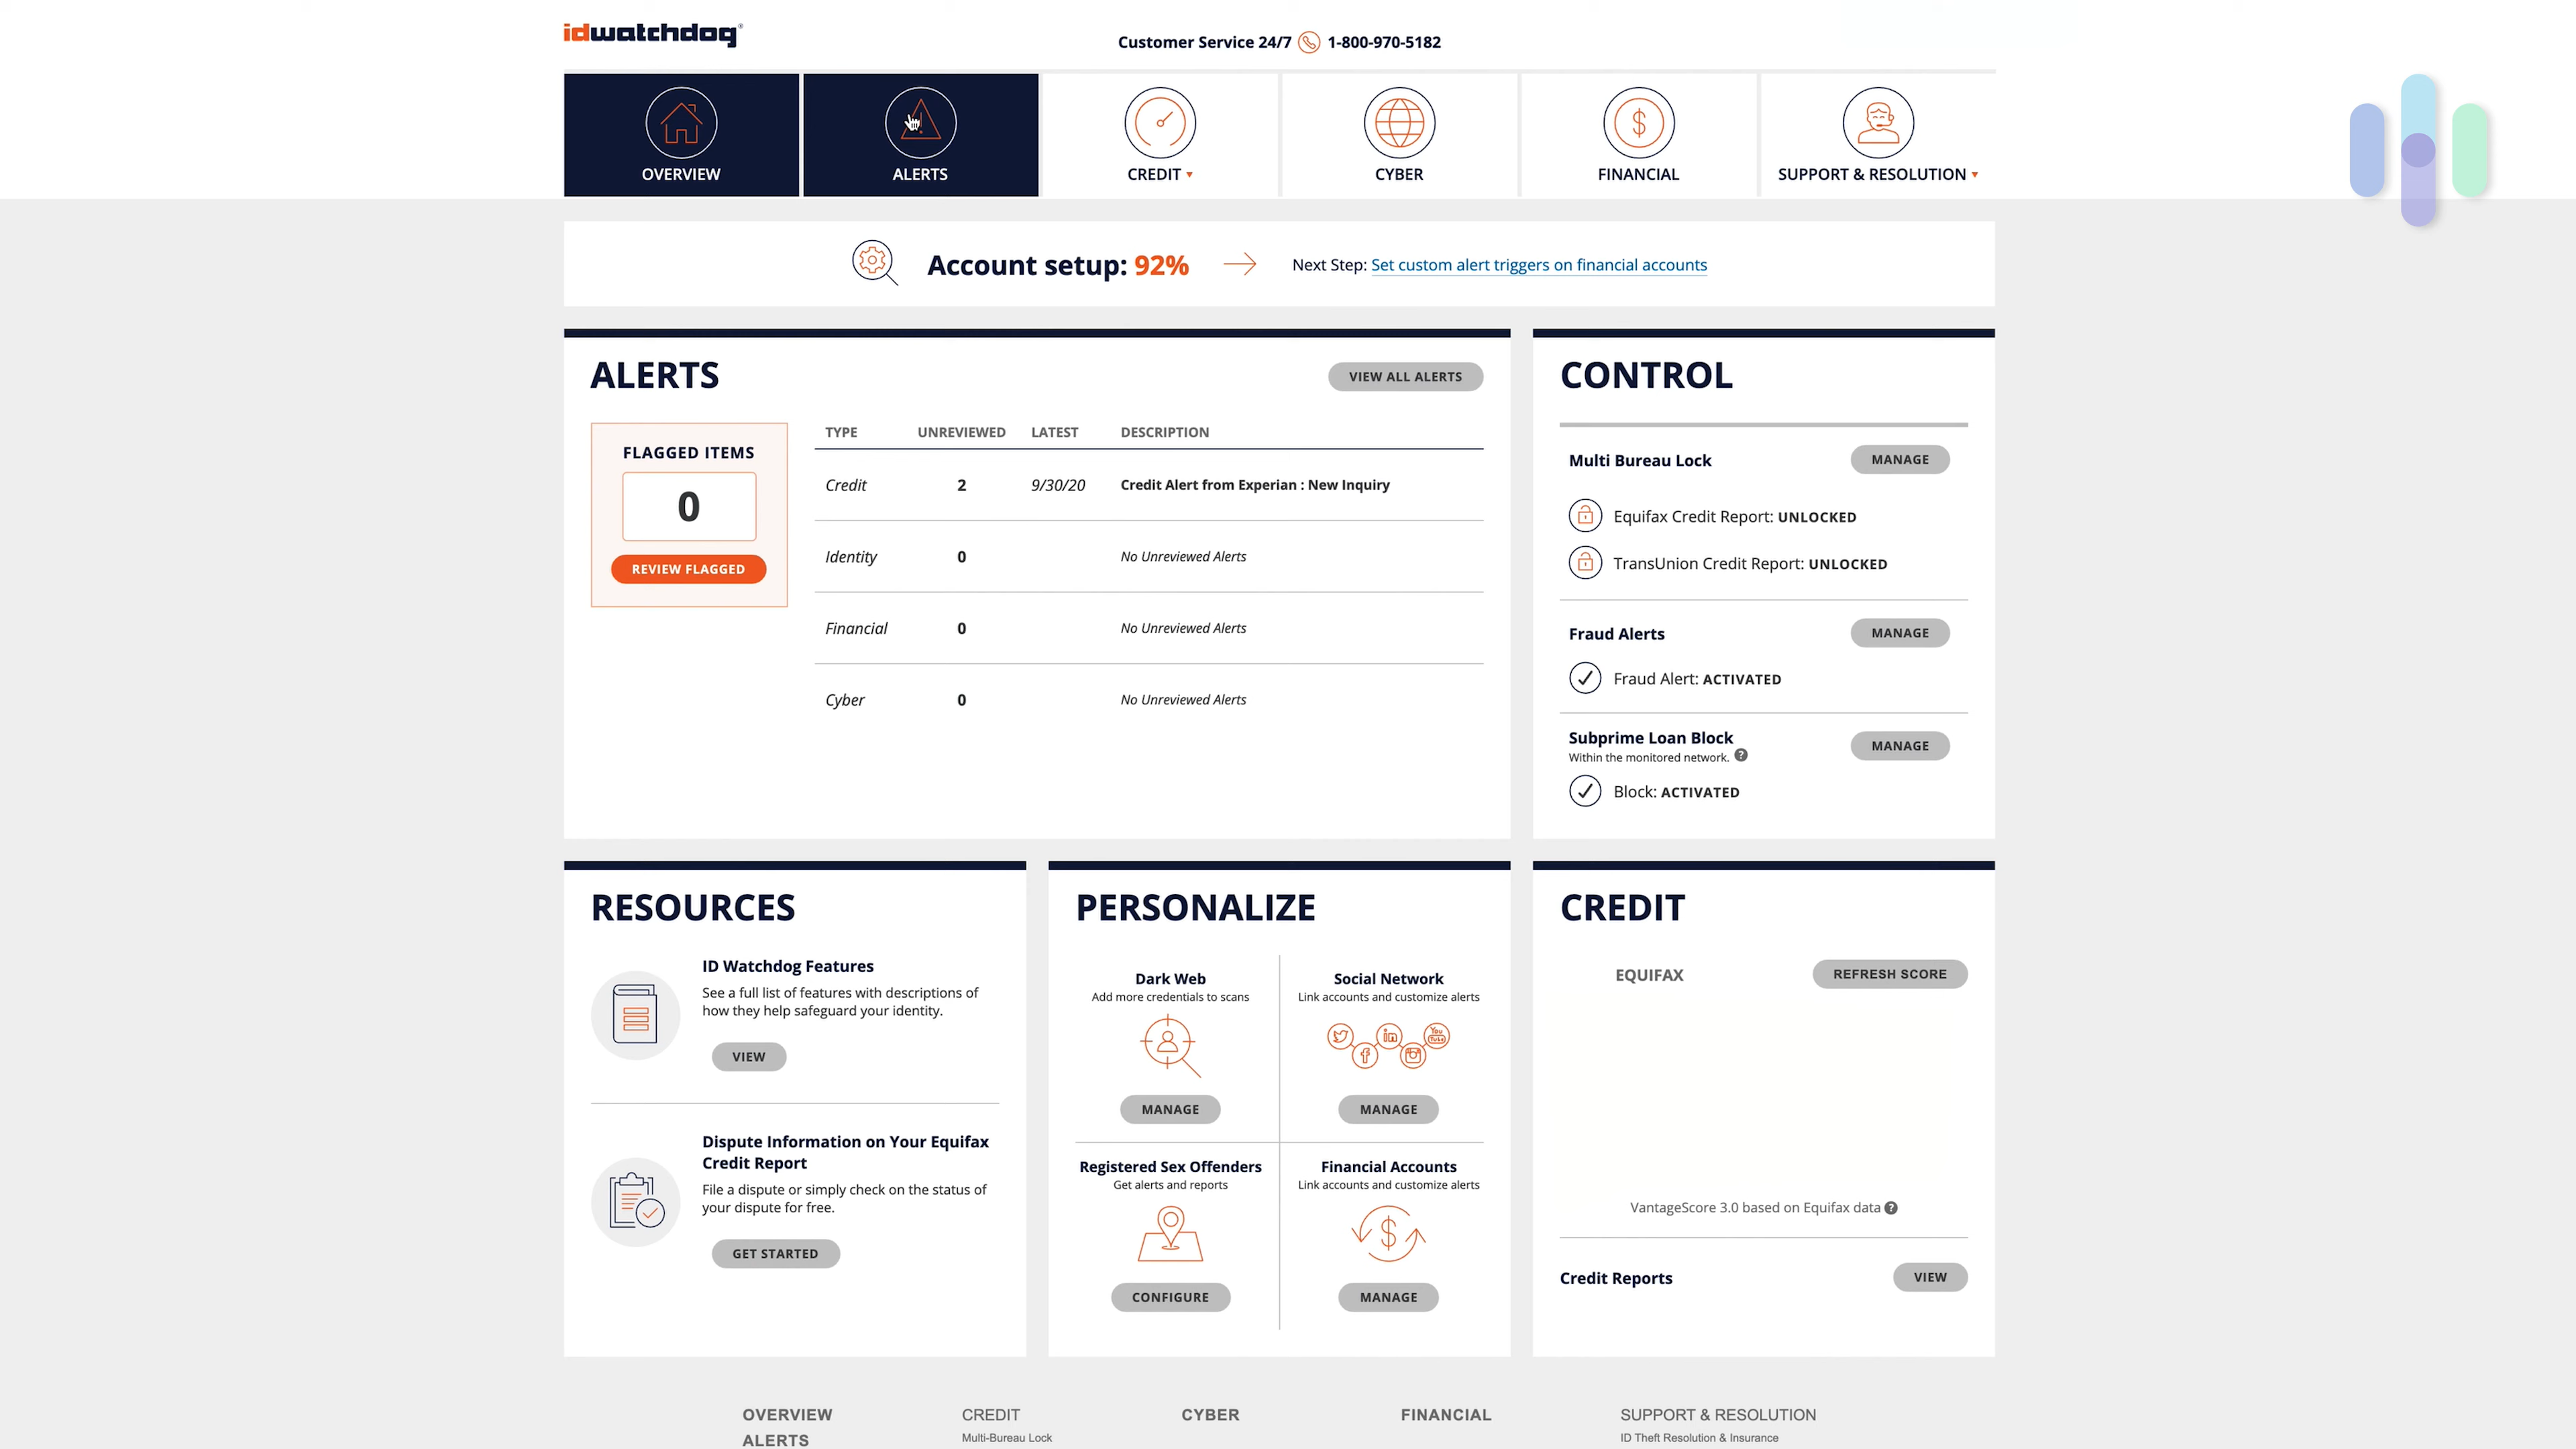 idwatchdog®
Customer Service 24/7 1-800-970-5182
OVERVIEW
ALERTS
CREDIT
CYBER
FINANCIAL
SUPPORT & RESOLUTION
Account setup: 92%
Next Step: Set custom alert triggers on financial accounts
ALERTS
VIEW ALL ALERTS
FLAGGED ITEMS
0
REVIEW FLAGGED
TYPE UNREVIEWED LATEST DESCRIPTION
Credit 2 9/30/20 Credit Alert from Experian : New Inquiry
Identity 0 No Unreviewed Alerts
Financial 0 No Unreviewed Alerts
Cyber 0 No Unreviewed Alerts
CONTROL
Multi Bureau Lock MANAGE
Equifax Credit Report: UNLOCKED
TransUnion Credit Report: UNLOCKED
Fraud Alerts MANAGE
Fraud Alert: ACTIVATED
Subprime Loan Block MANAGE
Within the monitored network. ?
Block: ACTIVATED
RESOURCES
ID Watchdog Features
See a full list of features with descriptions of
how they help safeguard your identity.
VIEW
Dispute Information on Your Equifax
Credit Report
File a dispute or simply check on the status of
your dispute for free.
GET STARTED
PERSONALIZE
Dark Web
Add more credentials to scans
MANAGE
Social Network
Link accounts and customize alerts
in
You
Tube
f
MANAGE
Registered Sex Offenders
Get alerts and reports
CONFIGURE
Financial Accounts
Link accounts and customize alerts
$
MANAGE
CREDIT
EQUIFAX REFRESH SCORE
VantageScore 3.0 based on Equifax data ?
Credit Reports VIEW
OVERVIEW
ALERTS
CREDIT
Multi-Bureau Lock
CYBER
FINANCIAL
SUPPORT & RESOLUTION
ID Theft Resolution & Insurance